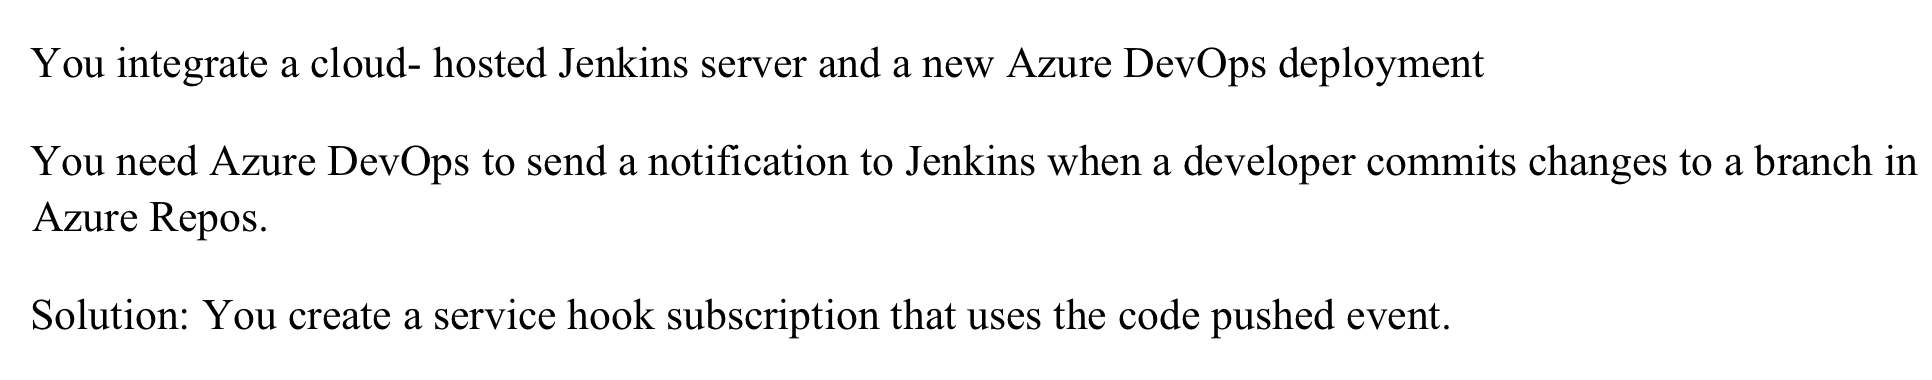 You integrate a cloud- hosted Jenkins server and a new Azure DevOps deployment
You need Azure DevOps to send a notification to Jenkins when a developer commits changes to a branch in
Azure Repos.
Solution: You create a service hook subscription that uses the code pushed event.